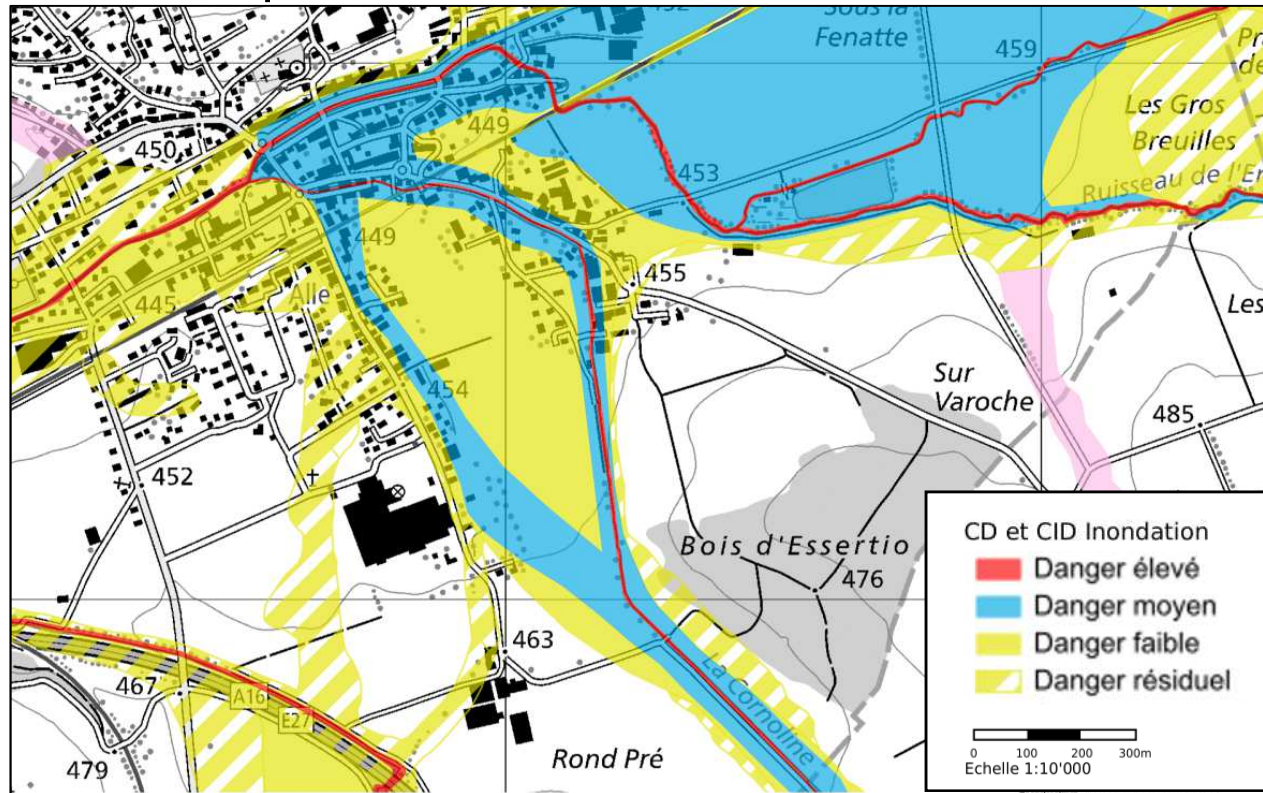 Sous la
Fenatte
459
Les Gros
Breuilles
450
449
453
Ruisseau de l'Er
449
455
445
Alle
Les
454
Sur
Varoche
485
452
Bois d'Essertio
476
463
467
A16
E27
La Cornoline
479
Rond Pré
CD et CID Inondation
Danger élevé
Danger moyen
Danger faible
Danger résiduel
0 100 200 300m
Echelle 1:10'000